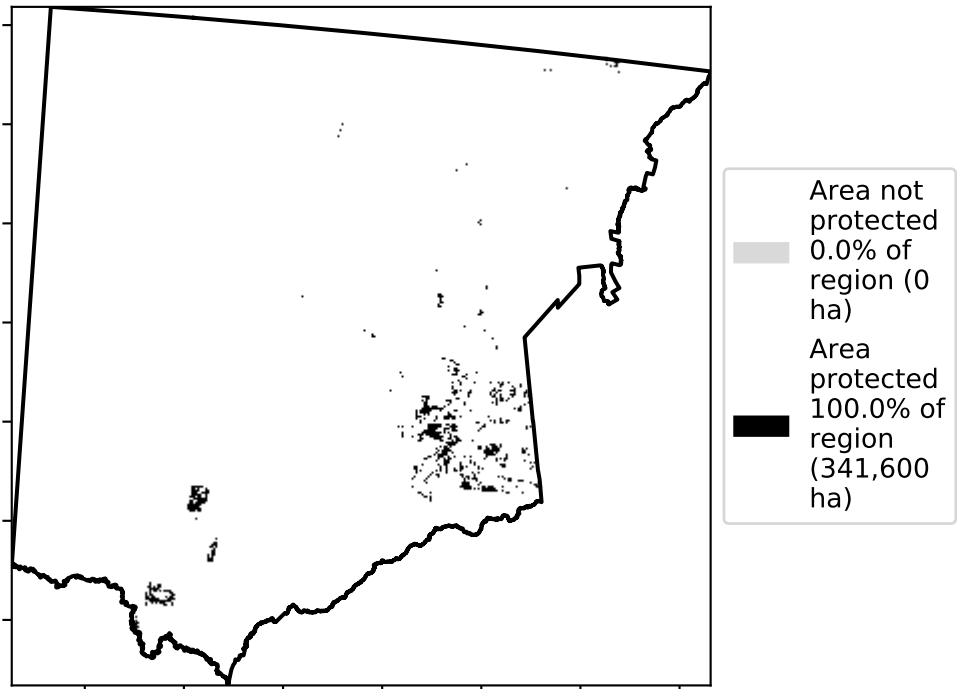 Area not
protected
0.0% of
region (0
ha)
Area
protected
100.0% of
region
(341,600
ha)